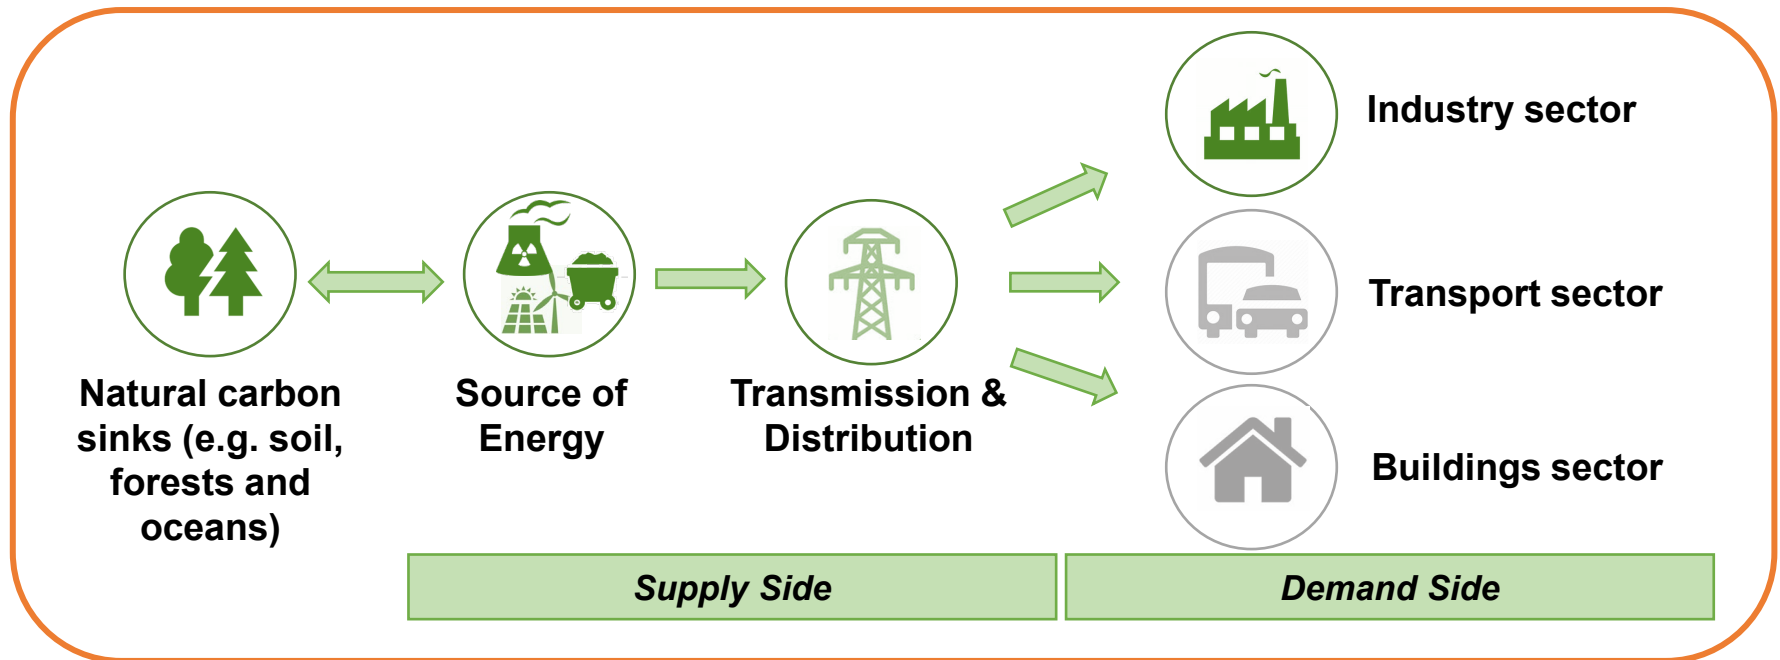 Industry sector
Transport sector
Buildings sector
Natural carbon
sinks (e.g. soil,
forests and
oceans)
Source of
Energy
Transmission &
Distribution
Supply Side
Demand Side